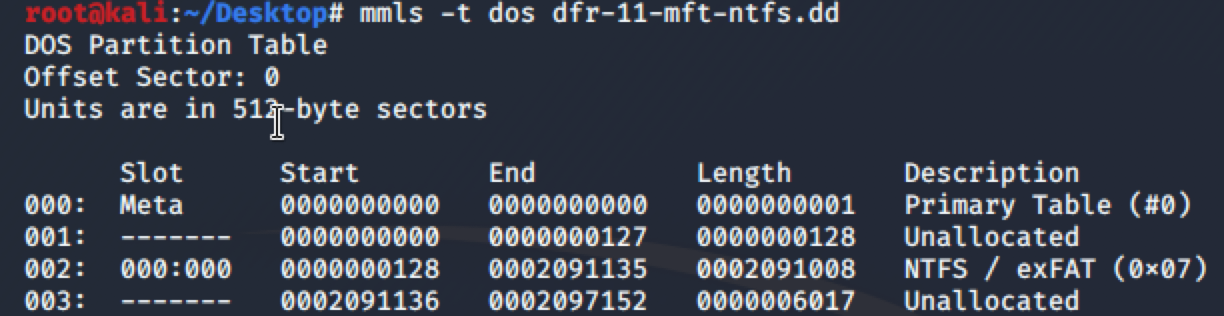 root@kali:~/Desktop# mmls -t dos dfr-11-mft-ntfs.dd
DOS Partition Table
Offset Sector: 0
Units are in 512-byte sectors
Slot Start End Length Description
000: Meta 0000000000 0000000000 0000000001 Primary Table (#0)
001: ------- 0000000000 0000000127 0000000128 Unallocated
002: 000:000 0000000128 0002091135 0002091008 NTFS / exFAT (0×07)
003: ------- 0002091136 0002097152 0000006017 Unallocated